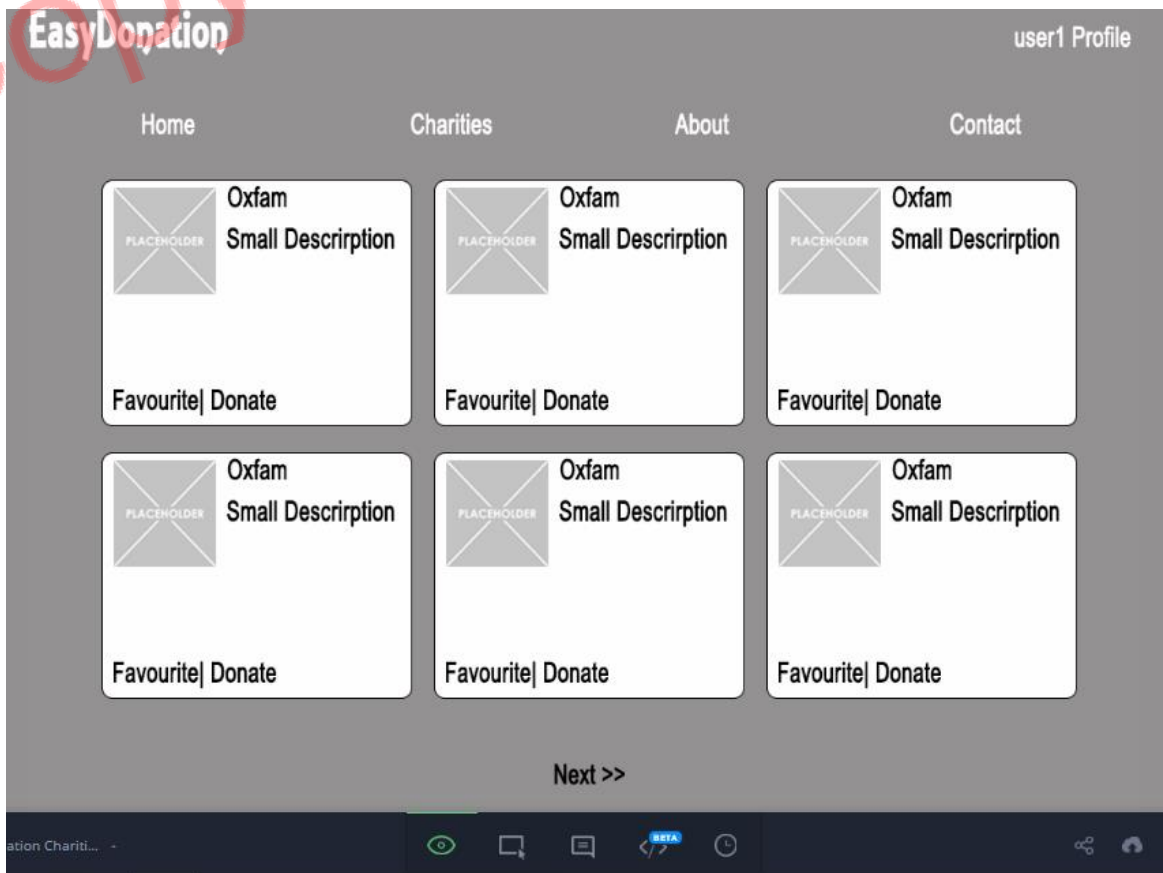 EasyDonation
user1 Profile
Home Charities About Contact
PLACEHOLDER
Oxfam
Small Descrirption
Favourite| Donate
PLACEHOLDER
Oxfam
Small Descrirption
Favourite| Donate
PLACEHOLDER
Oxfam
Small Descrirption
Favourite| Donate
PLACEHOLDER
Oxfam
Small Descrirption
Favourite| Donate
PLACEHOLDER
Oxfam
Small Descrirption
Favourite| Donate
PLACEHOLDER
Oxfam
Small Descrirption
Favourite| Donate
Next >>
ation Chariti... -
</> BETA